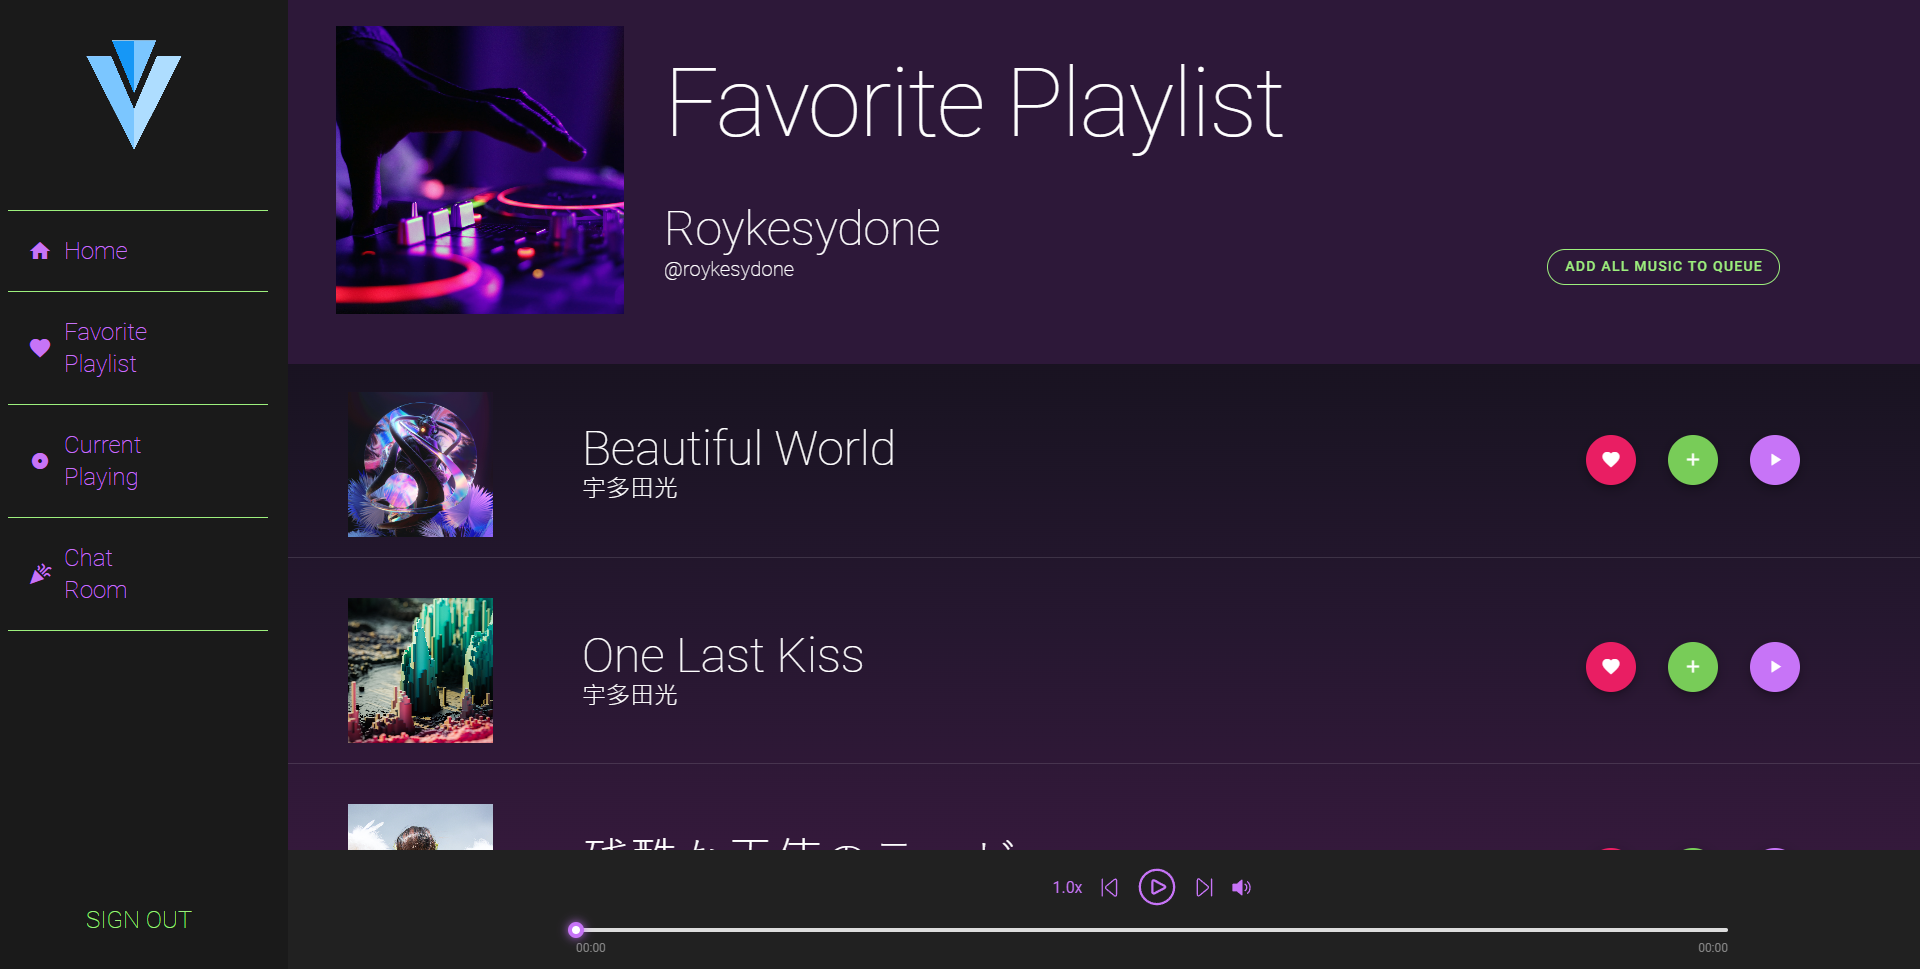 Home
Favorite
Playlist
Current
Playing
Chat
Room
SIGN OUT
Favorite Playlist
Roykesydone
@roykesydone
ADD ALL MUSIC TO QUEUE
Beautiful World
宇多田光
One Last Kiss
宇多田光
1.0x
00:00
00:00